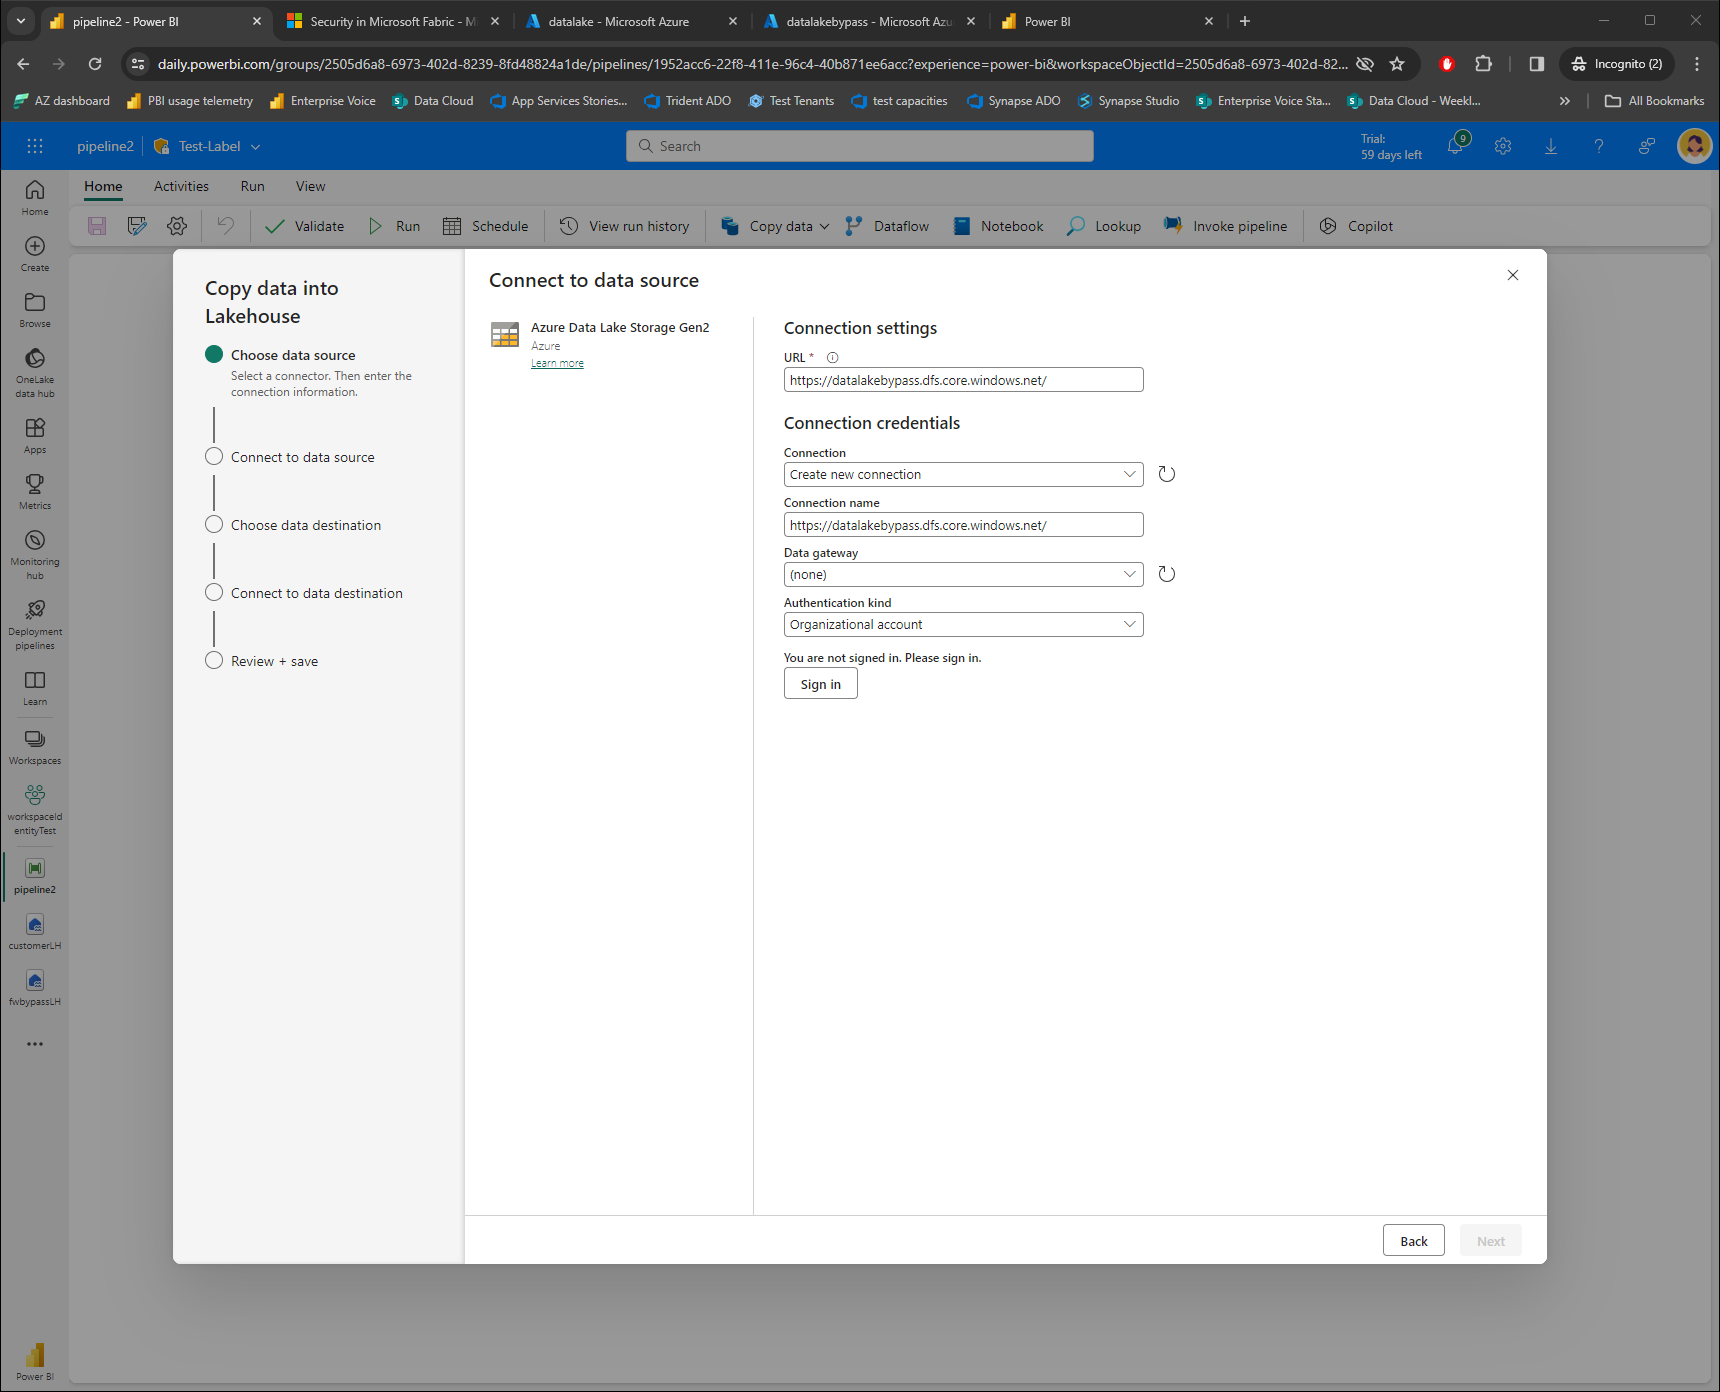 pipeline2 - Power BI
Security in Microsoft Fabric - M
datalake - Microsoft Azure
datalakebypass - Microsoft Azu
Power BI
daily.powerbi.com/groups/2505d6a8-6973-402d-8239-8fd48824a1de/pipelines/1952acc6-22f8-411e-96c4-40b871ee6acc?experience=power-bi&workspaceObjectId=2505d6a8-6973-402d-82...
Incognito (2)
AZ dashboard
PBI usage telemetry
Enterprise Voice
Data Cloud
App Services Stories...
Trident ADO
Test Tenants
test capacities
Synapse ADO
Synapse Studio
Enterprise Voice Sta...
Data Cloud - Weekl...
All Bookmarks
pipeline2
Test-Label
Search
Trial:
59 days left
9
Home
Activities
Run
View
Validate
Run
Schedule
View run history
Copy data
Dataflow
Notebook
Lookup
Invoke pipeline
Copilot
Home
Create
Browse
OneLake
data hub
Apps
Metrics
Monitoring
hub
Deployment
pipelines
Learn
Workspaces
workspaceId
entityTest
pipeline2
customerLH
fwbypassLH
Power BI
Copy data into
Lakehouse
Choose data source
Select a connector. Then enter the
connection information.
Connect to data source
Choose data destination
Connect to data destination
Review + save
Connect to data source
Azure Data Lake Storage Gen2
Azure
Learn more
Connection settings
URL *
https://datalakebypass.dfs.core.windows.net/
Connection credentials
Connection
Create new connection
Connection name
https://datalakebypass.dfs.core.windows.net/
Data gateway
(none)
Authentication kind
Organizational account
You are not signed in. Please sign in.
Sign in
Back
Next